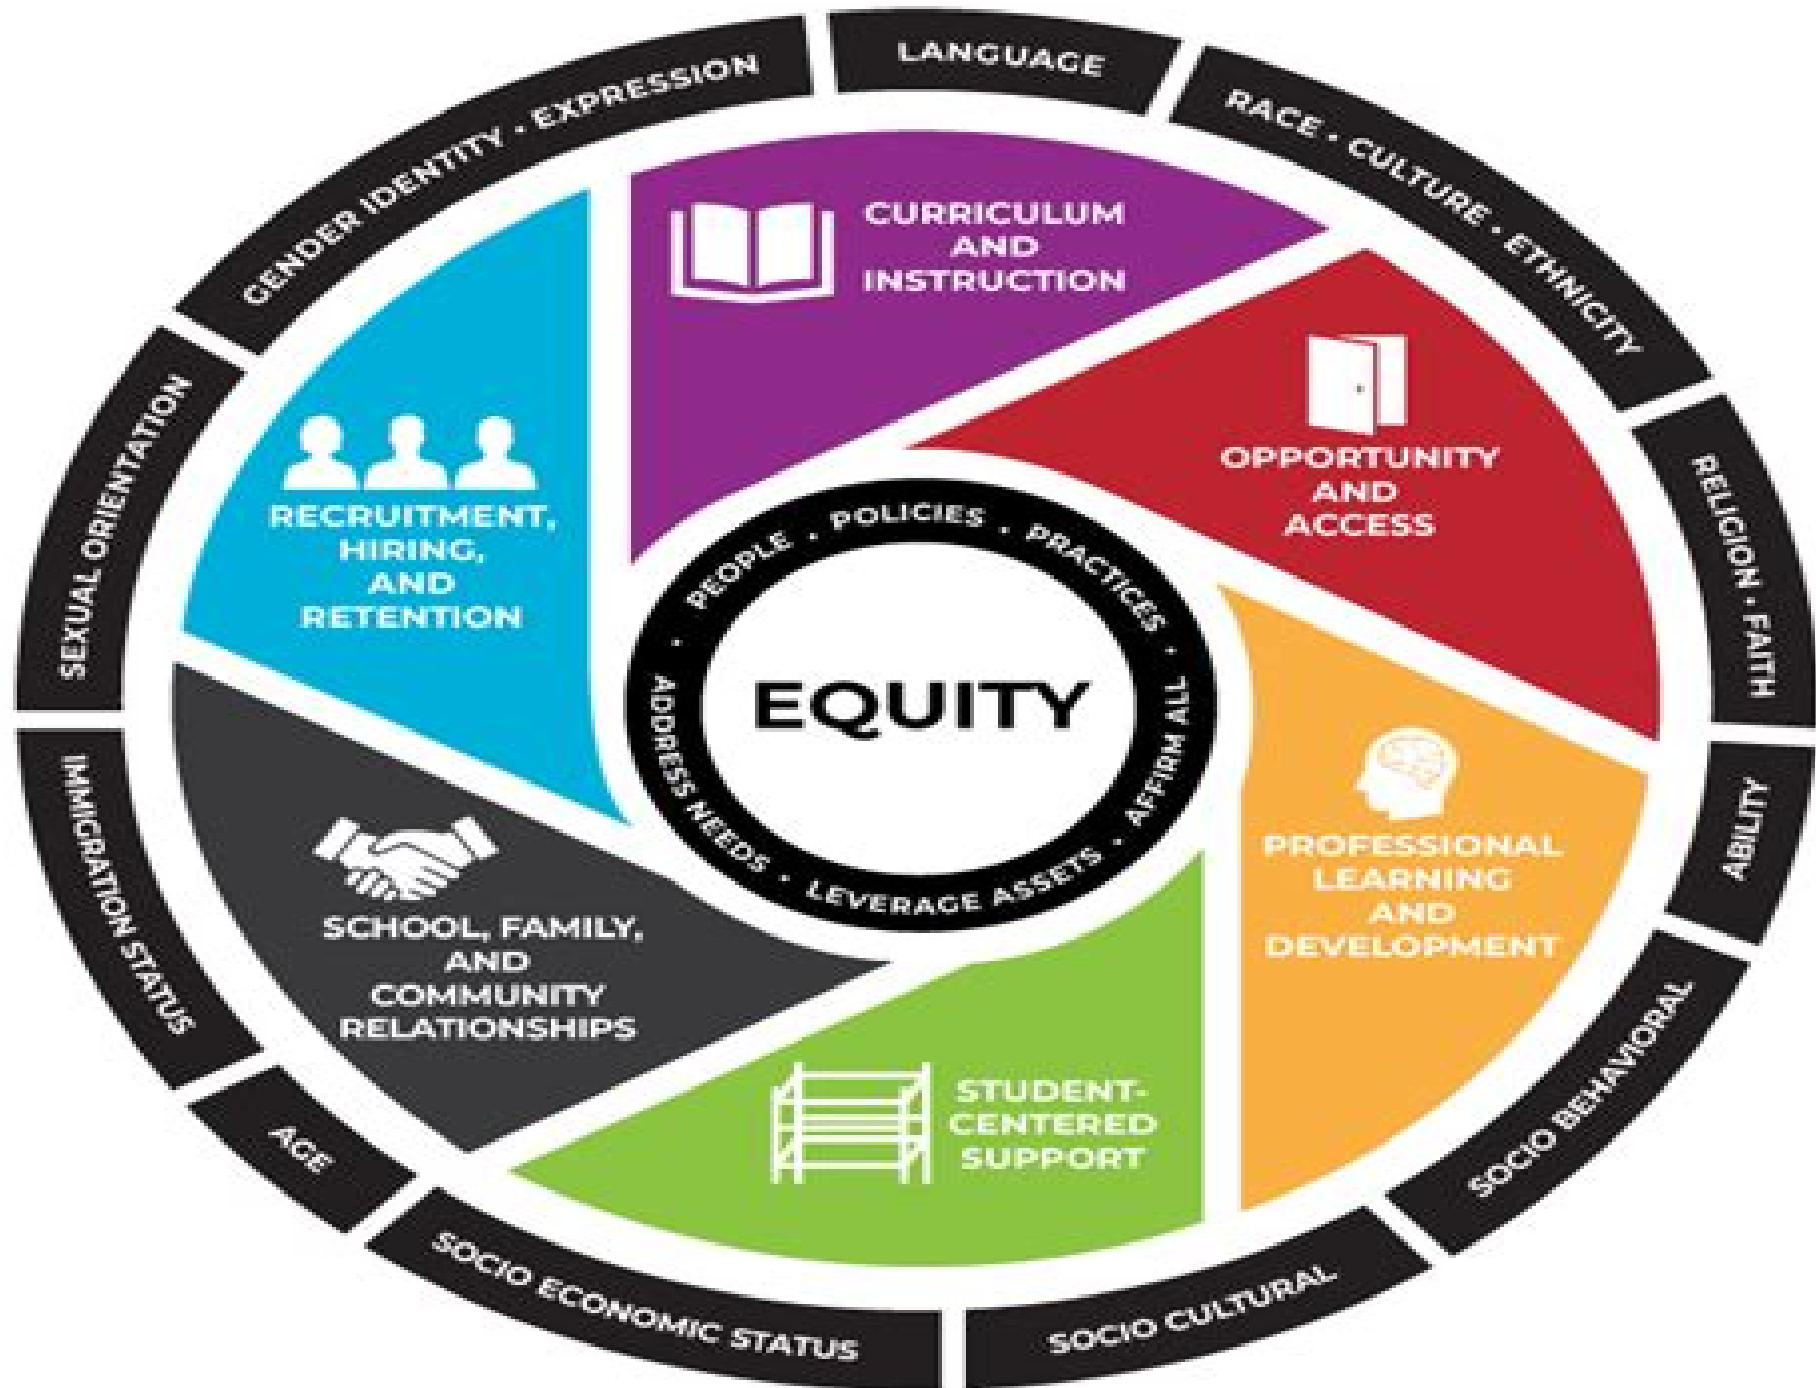 GENDER IDENTITY • EXPRESSION
LANGUAGE
RACE • CULTURE • ETHNICITY
RELIGION • FAITH
ABILITY
SOCIO BEHAVIORAL
SOCIO CULTURAL
SOCIO ECONOMIC STATUS
AGE
IMMIGRATION STATUS
SEXUAL ORIENTATION
CURRICULUM
AND
INSTRUCTION
OPPORTUNITY
AND
ACCESS
PROFESSIONAL
LEARNING
AND
DEVELOPMENT
STUDENT-
CENTERED
SUPPORT
SCHOOL, FAMILY,
AND
COMMUNITY
RELATIONSHIPS
RECRUITMENT,
HIRING,
AND
RETENTION
PEOPLE • POLICIES • PRACTICES • AFFIRM ALL • LEVERAGE ASSETS • ADDRESS NEEDS •
EQUITY